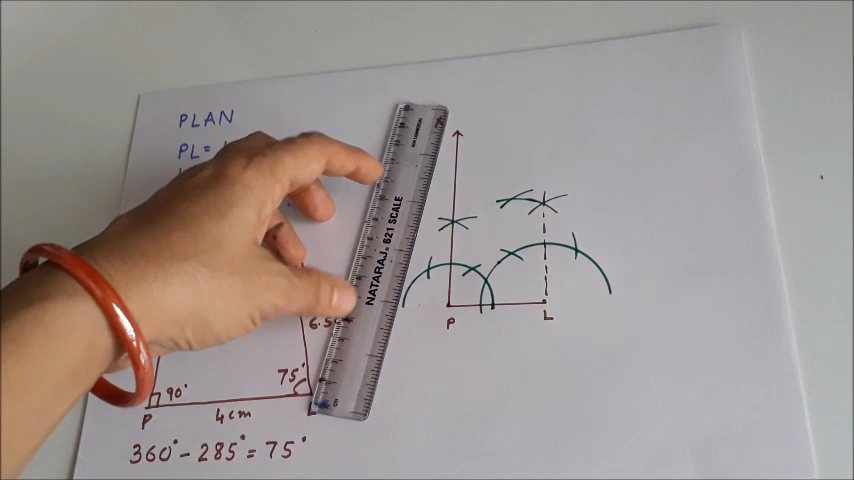 PLAN
PL =
6.5
75°
90°
P
4cm
L
360° - 285° = 75°
NATARAJ® 621 SCALE
P
L